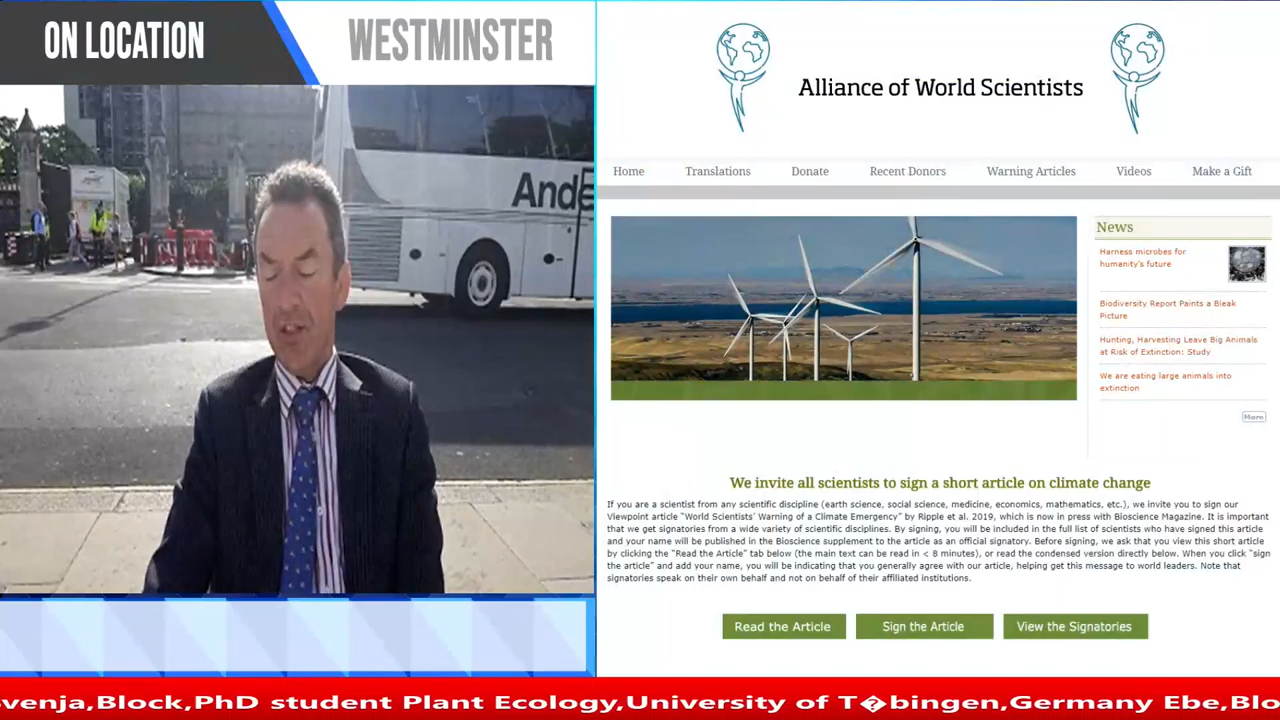 ON LOCATION
WESTMINSTER
Ande
Alliance of World Scientists
Home Translations Donate Recent Donors Warning Articles Videos Make a Gift
News
Harness microbes for
humanity's future
Biodiversity Report Paints a Bleak
Picture
Hunting, Harvesting Leave Big Animals
at Risk of Extinction: Study
We are eating large animals into
extinction
More
We invite all scientists to sign a short article on climate change
If you are a scientist from any scientific discipline (earth science, social science, medicine, economics, mathematics, etc.), we invite you to sign our
Viewpoint article "World Scientists' Warning of a Climate Emergency" by Ripple et al. 2019, which is now in press with Bioscience Magazine. It is important
that we get signatories from a wide variety of scientific disciplines. By signing, you will be included in the full list of scientists who have signed this article
and your name will be published in the Bioscience supplement to the article as an official signatory. Before signing, we ask that you view this short article
by clicking the "Read the Article" tab below (the main text can be read in < 8 minutes), or read the condensed version directly below. When you click "sign
the article" and add your name, you will be indicating that you generally agree with our article, helping get this message to world leaders. Note that
signatories speak on their own behalf and not on behalf of their affiliated institutions.
Read the Article Sign the Article View the Signatories
venja,Block,PhD student Plant Ecology,University of T�bingen,Germany Ebe,Blo